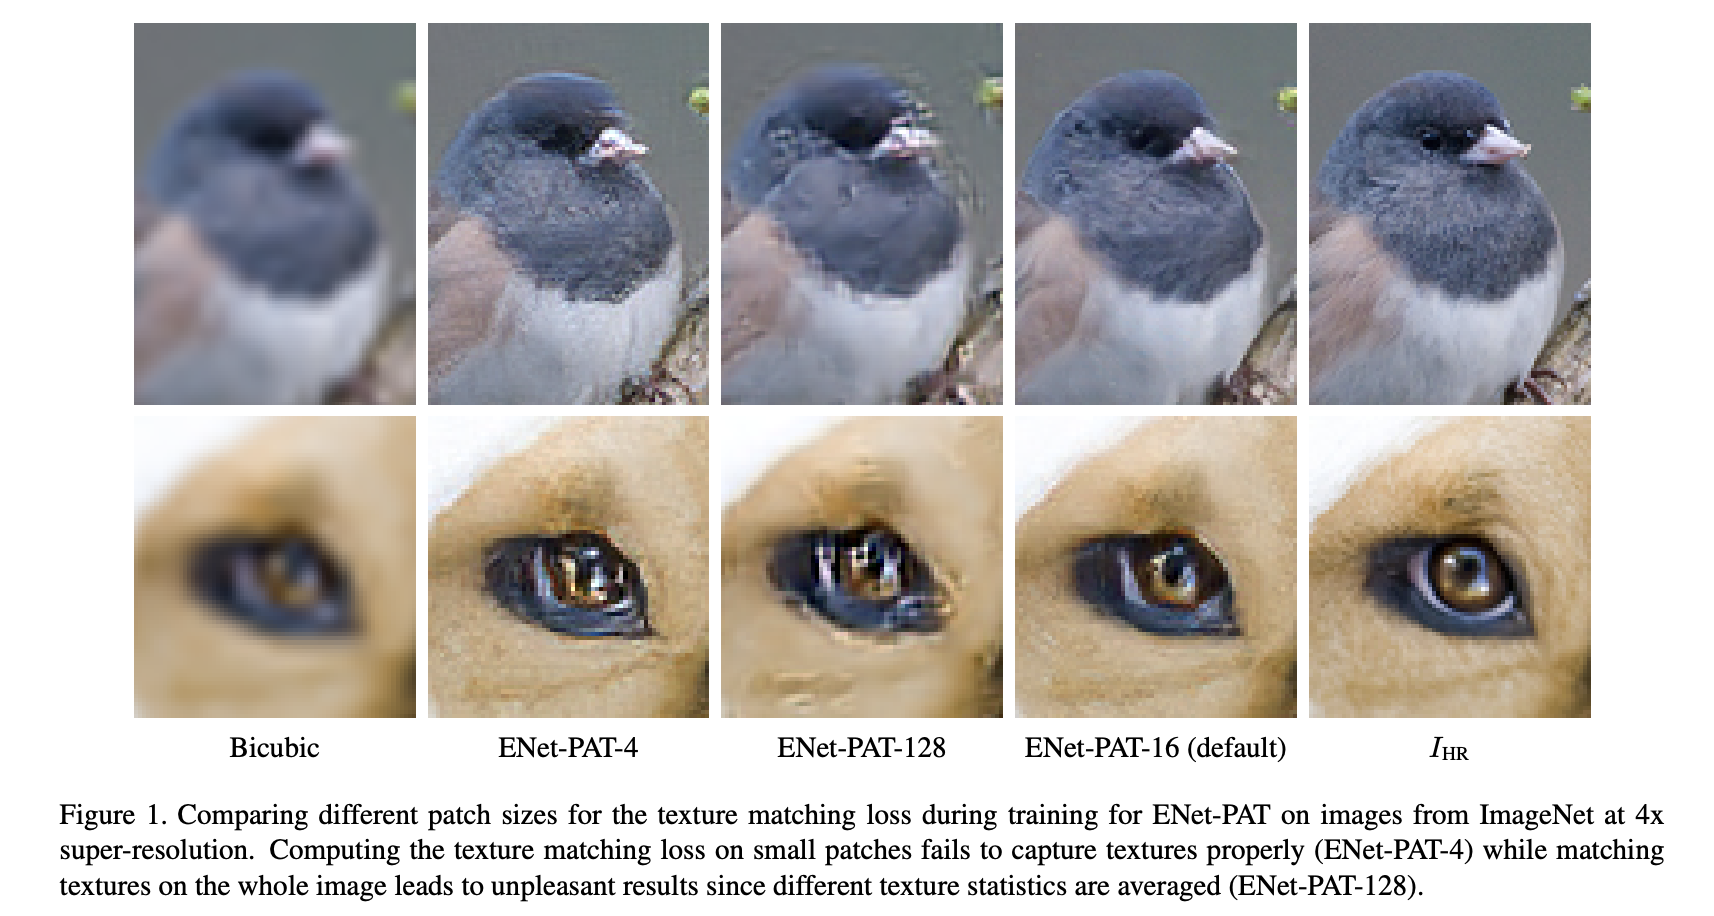 Bicubic
ENet-PAT-4
ENet-PAT-128
ENet-PAT-16 (default)
I_HR
Figure 1. Comparing different patch sizes for the texture matching loss during training for ENet-PAT on images from ImageNet at 4x
super-resolution. Computing the texture matching loss on small patches fails to capture textures properly (ENet-PAT-4) while matching
textures on the whole image leads to unpleasant results since different texture statistics are averaged (ENet-PAT-128).